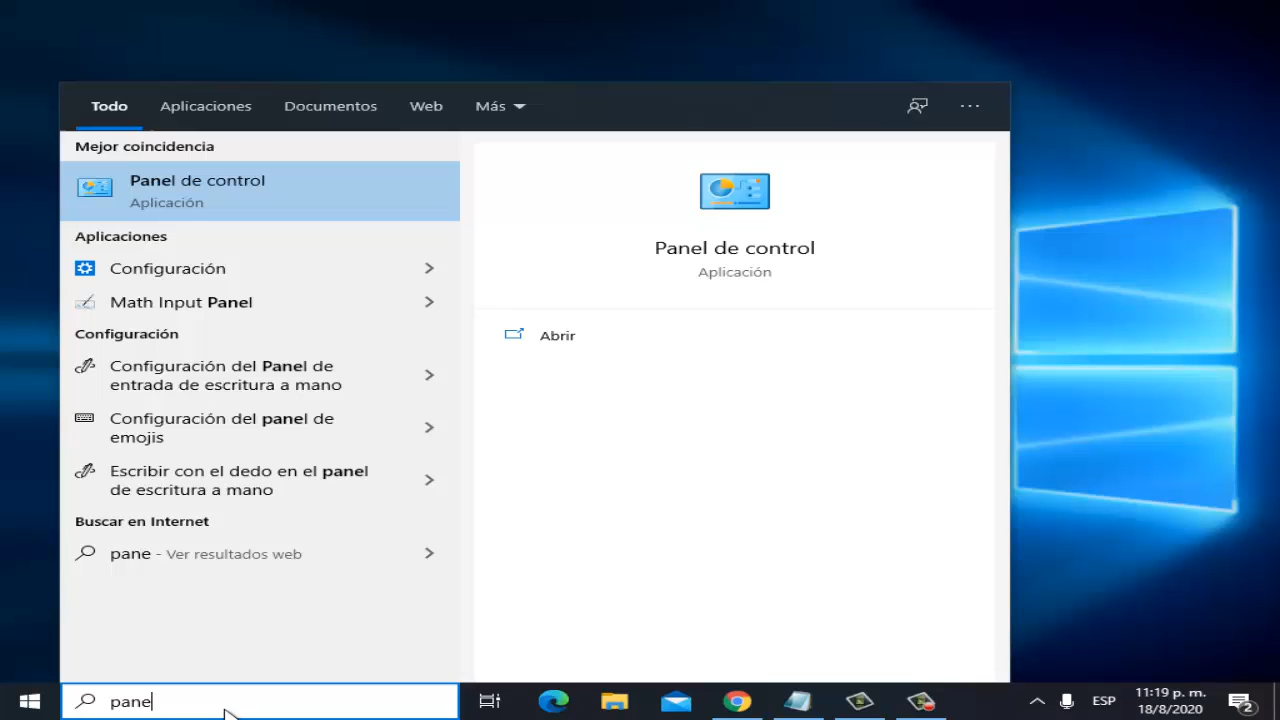 Todo Aplicaciones Documentos Web Más
Mejor coincidencia
Panel de control
Aplicación
Aplicaciones
Configuración
Math Input Panel
Configuración
Configuración del Panel de
entrada de escritura a mano
Configuración del panel de
emojis
Escribir con el dedo en el panel
de escritura a mano
Buscar en Internet
pane - Ver resultados web
Panel de control
Aplicación
Abrir
pane
ESP
11:19 p. m.
18/8/2020
2